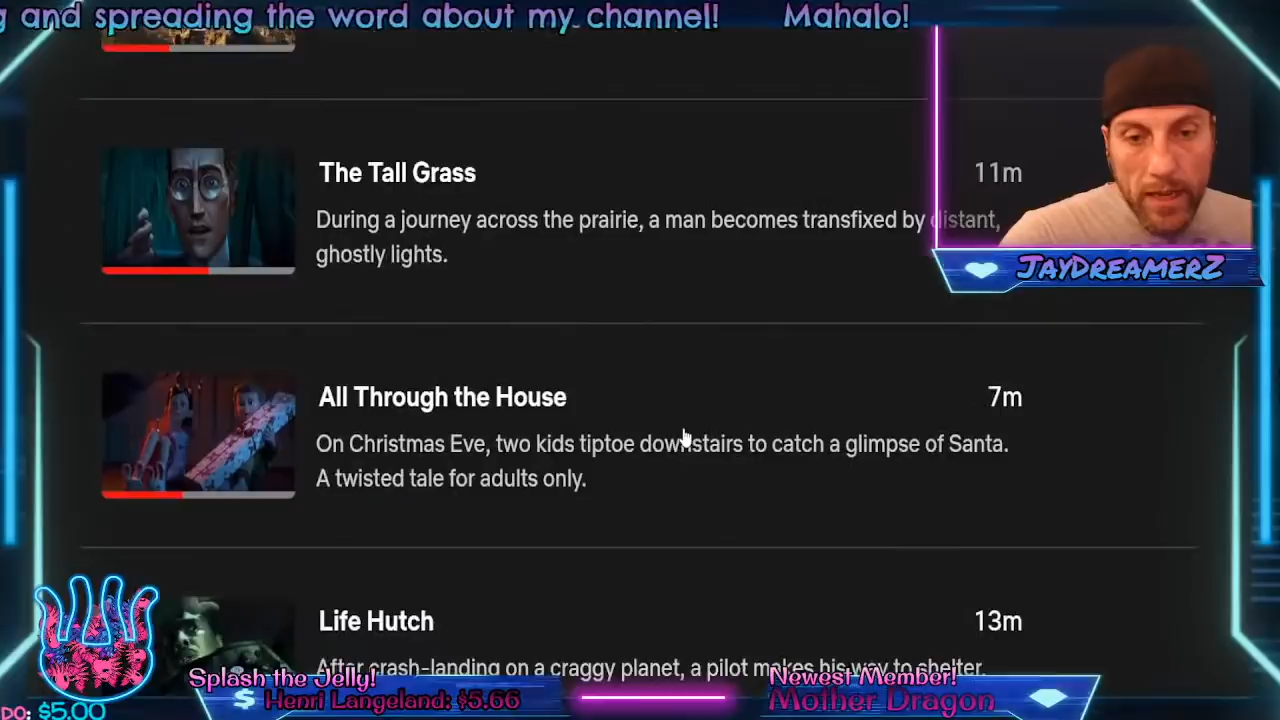 g and spreading the word about my channel! Mahalo!
The Tall Grass
11m
During a journey across the prairie, a man becomes transfixed by distant,
ghostly lights.
JayDreamerZ
All Through the House
7m
On Christmas Eve, two kids tiptoe downstairs to catch a glimpse of Santa.
A twisted tale for adults only.
Life Hutch
13m
After crash-landing on a craggy planet, a pilot makes his way to shelter,
Splash the Jelly!
$ Henri Langeland: $5.66
Newest Member!
Mother Dragon
DO: $5.00